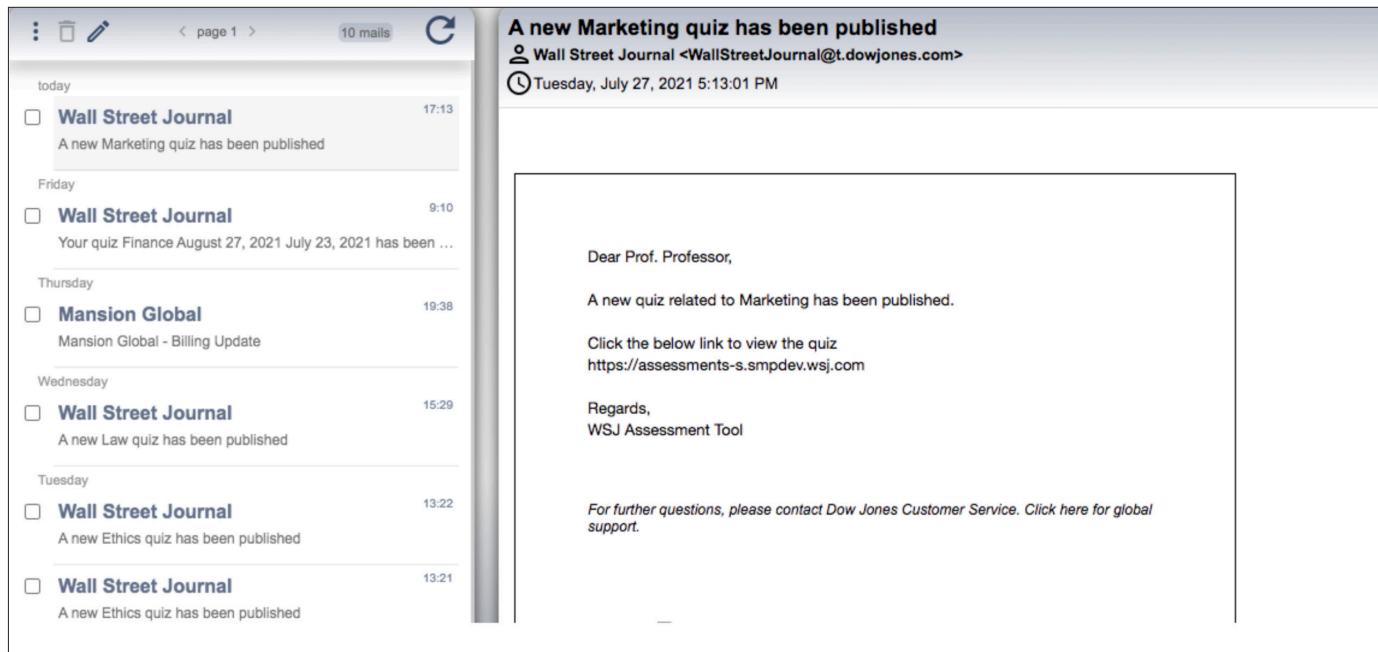 < page 1 >
10 mails
today
Wall Street Journal
17:13
A new Marketing quiz has been published
Friday
Wall Street Journal
9:10
Your quiz Finance August 27, 2021 July 23, 2021 has been ...
Thursday
Mansion Global
19:38
Mansion Global - Billing Update
Wednesday
Wall Street Journal
15:29
A new Law quiz has been published
Tuesday
Wall Street Journal
13:22
A new Ethics quiz has been published
Wall Street Journal
13:21
A new Ethics quiz has been published
A new Marketing quiz has been published
Wall Street Journal <WallStreetJournal@t.dowjones.com>
Tuesday, July 27, 2021 5:13:01 PM
Dear Prof. Professor,
A new quiz related to Marketing has been published.
Click the below link to view the quiz
https://assessments-s.smpdev.wsj.com
Regards,
WSJ Assessment Tool
For further questions, please contact Dow Jones Customer Service. Click here for global
support.